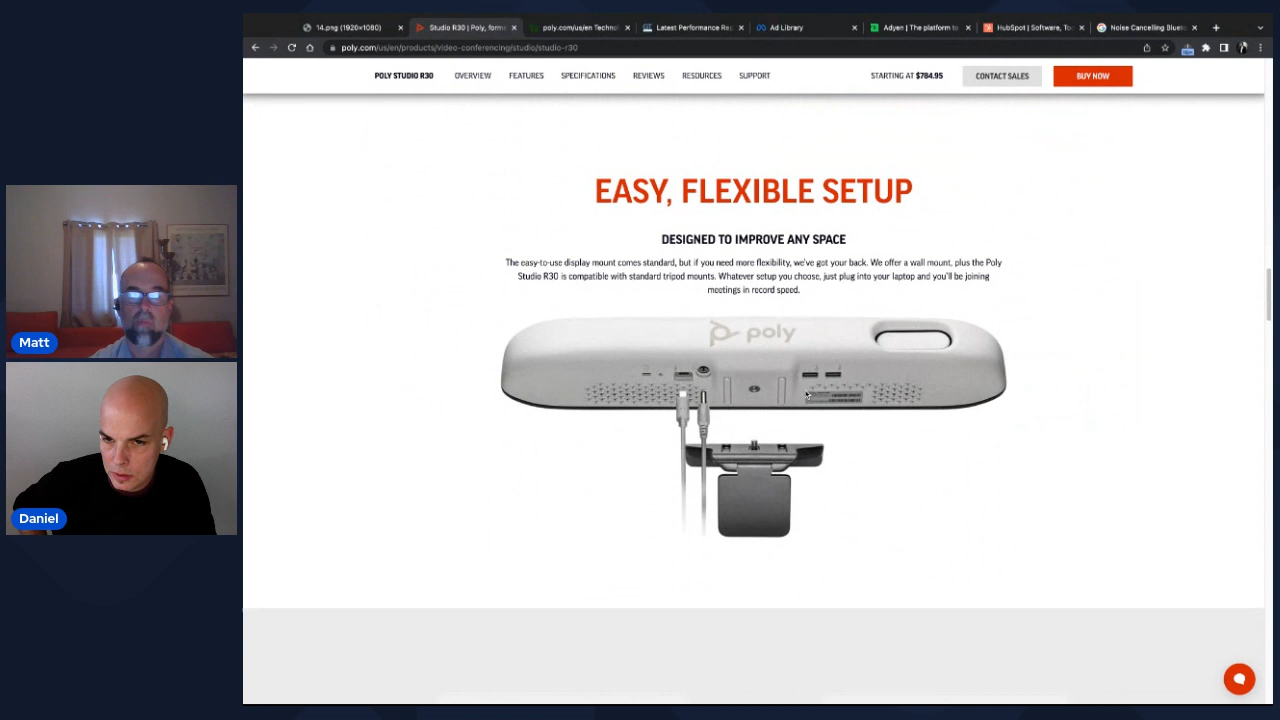 14.png (1920×1080)
Studio R30 | Poly, form
poly.com/us/en Technol
Latest Performance Re
Ad Library
Adyen | The platform to
HubSpot | Software, Too
Noise Cancelling Blueto
poly.com/us/en/products/video-conferencing/studio/studio-r30
POLY STUDIO R30
OVERVIEW
FEATURES
SPECIFICATIONS
REVIEWS
RESOURCES
SUPPORT
STARTING AT $784.95
CONTACT SALES
BUY NOW
EASY, FLEXIBLE SETUP
DESIGNED TO IMPROVE ANY SPACE
The easy-to-use display mount comes standard, but if you need more flexibility, we've got your back. We offer a wall mount, plus the Poly
Studio R30 is compatible with standard tripod mounts. Whatever setup you choose, just plug into your laptop and you'll be joining
meetings in record speed.
poly
Matt
Daniel